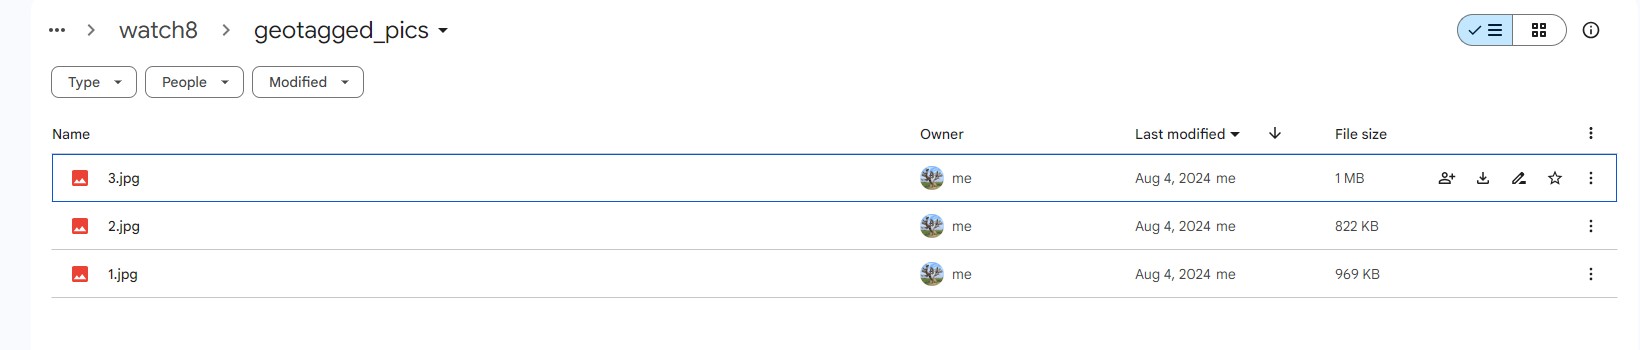 watch8 geotagged_pics
Type People Modified
Name Owner Last modified File size
3.jpg me Aug 4, 2024 me 1 MB
2.jpg me Aug 4, 2024 me 822 KB
1.jpg me Aug 4, 2024 me 969 KB